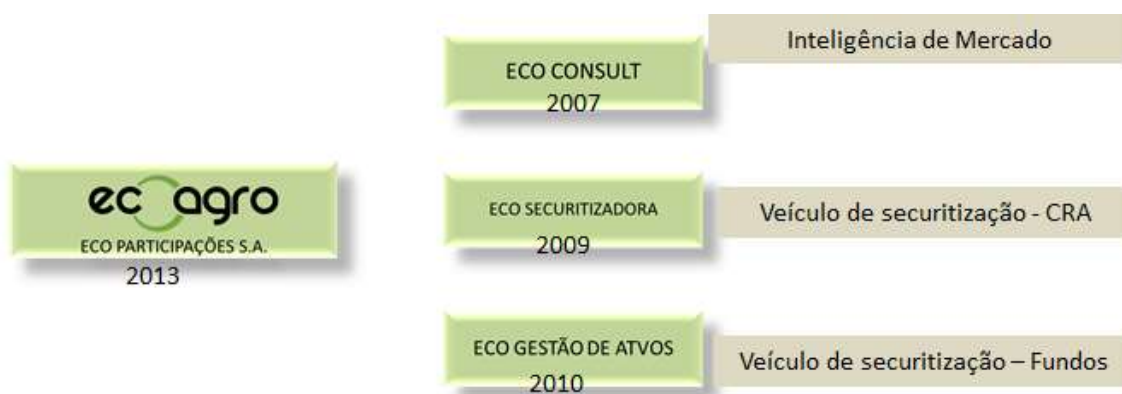 Inteligência de Mercado
ECO CONSULT
2007
ecoagro
ECO PARTICIPAÇÕES S.A.
2013
ECO SECURITIZADORA
2009
Veículo de securitização - CRA
ECO GESTÃO DE ATVOS
2010
Veículo de securitização – Fundos